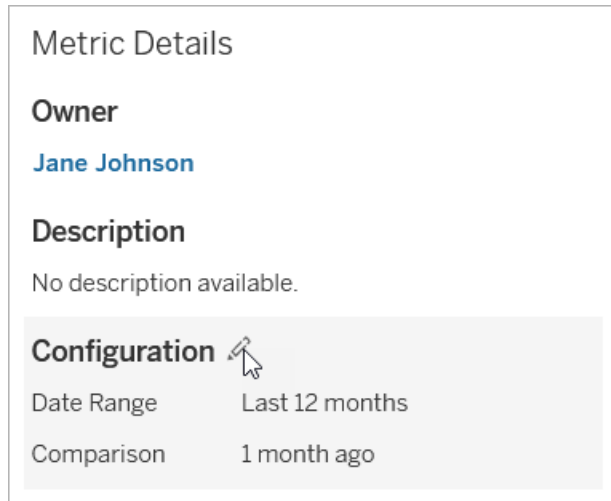 Metric Details
Owner
Jane Johnson
Description
No description available.
Configuration
Date Range Last 12 months
Comparison 1 month ago